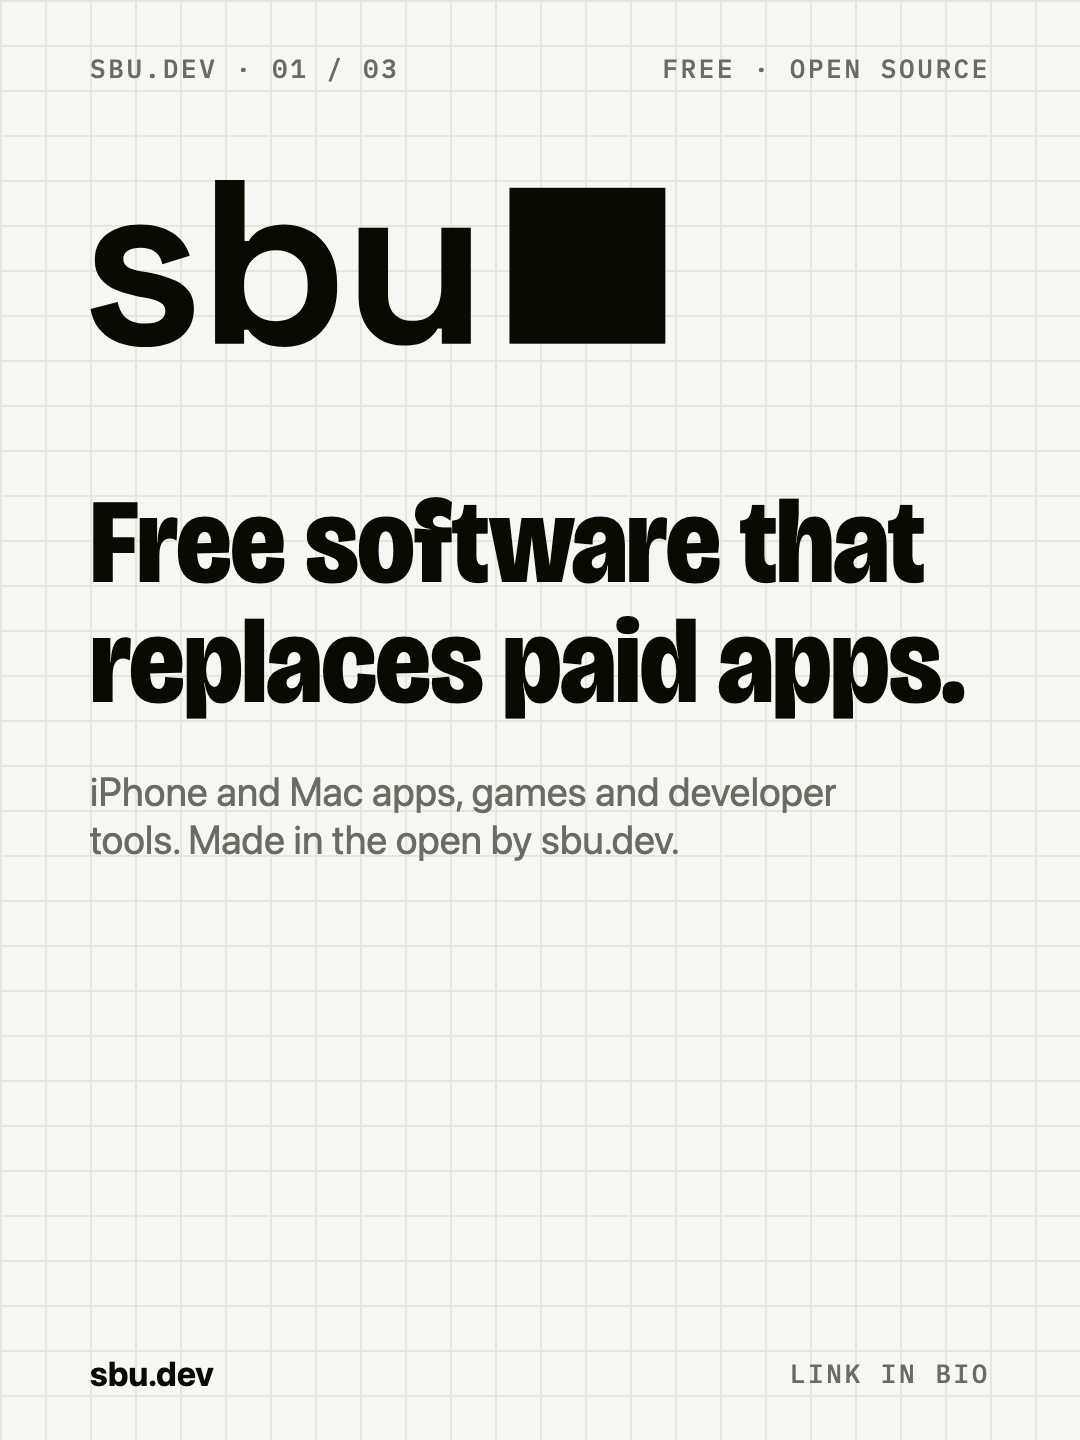 SBU.DEV · 01 / 03
FREE · OPEN SOURCE
sbu
Free software that
replaces paid apps.
iPhone and Mac apps, games and developer
tools. Made in the open by sbu.dev.
sbu.dev
LINK IN BIO